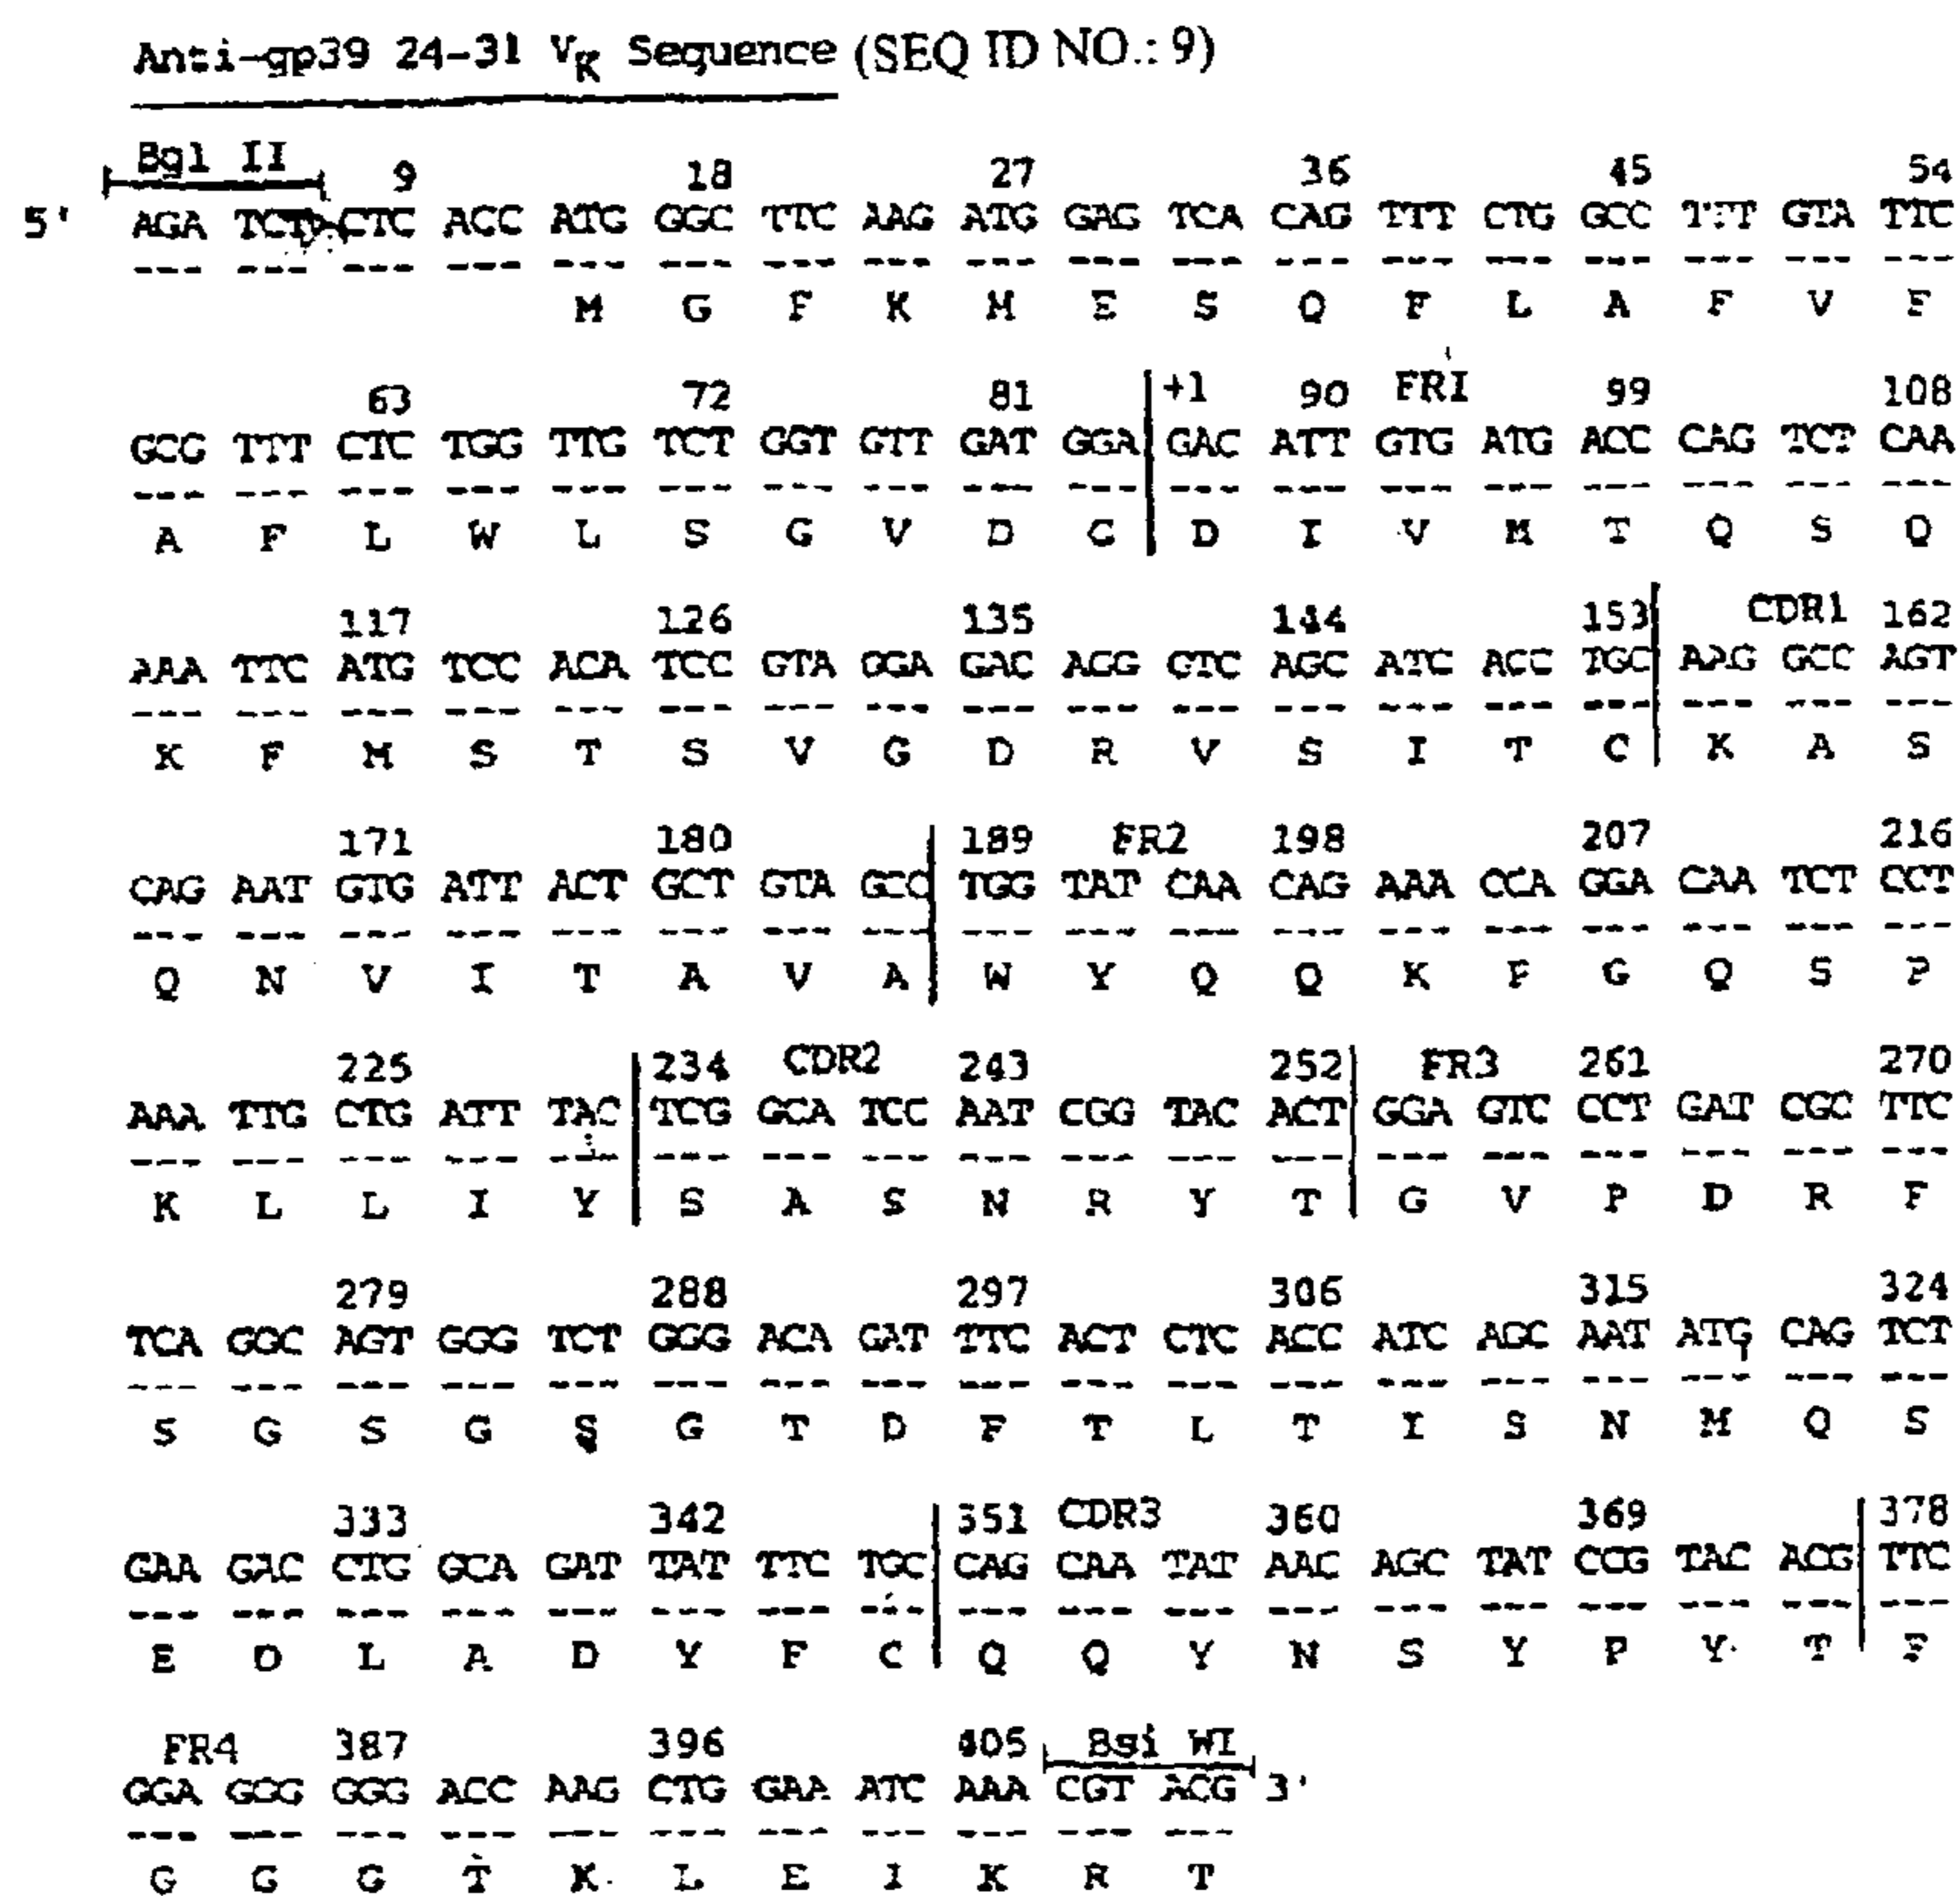 Anti-gp39 24-31 VK Sequence (SEQ ID NO.: 9)
Bgl II 9 18 27 36 45 54
5' AGA TCT CTC ACC ATG GGC TTC AAG ATG GAG TCA CAG TTT CTG GCC TTT GTA TTC
--- --- --- --- --- --- --- --- --- --- --- --- --- --- --- --- --- ---
M G F K M E S Q F L A F V F
63 72 81 +1 90 FR1 99 108
GCG TTT CTC TGG TTG TCT GGT GTT GAT GGA GAC ATT GTG ATG ACC CAG TCT CAA
--- --- --- --- --- --- --- --- --- --- --- --- --- --- --- --- --- ---
A F L W L S G V D G D I V M T Q S Q
117 126 135 144 153 CDR1 162
AAA TTC ATG TCC ACA TCC GTA GGA GAC AGG GTC AGC ATC ACC TGC AAG GCC AGT
--- --- --- --- --- --- --- --- --- --- --- --- --- --- --- --- --- ---
K F M S T S V G D R V S I T C K A S
171 180 189 FR2 198 207 216
CAG AAT GTG ATT ACT GCT GTA GCC TGG TAT CAA CAG AAA CCA GGA CAA TCT CCT
--- --- --- --- --- --- --- --- --- --- --- --- --- --- --- --- --- ---
Q N V I T A V A W Y Q Q K P G Q S P
225 234 CDR2 243 252 FR3 261 270
AAA TTG CTG ATT TAC TCG GCA TCC AAT CGG TAC ACT GGA GTC CCT GAT CGC TTC
--- --- --- --- --- --- --- --- --- --- --- --- --- --- --- --- --- ---
K L L I Y S A S N R Y T G V P D R F
279 288 297 306 315 324
TCA GGC AGT GGG TCT GGG ACA GAT TTC ACT CTC ACC ATC AGC AAT ATG CAG TCT
--- --- --- --- --- --- --- --- --- --- --- --- --- --- --- --- --- ---
S G S G S G T D F T L T I S N M Q S
333 342 351 CDR3 360 369 378
GAA GAC CTG GCA GAT TAT TTC TGC CAG CAA TAT AAC AGC TAT CCG TAC ACG TTC
--- --- --- --- --- --- --- --- --- --- --- --- --- --- --- --- --- ---
E D L A D Y F C Q Q Y N S Y P Y T F
FR4 387 396 405 Bsi WI
GGA GGG GGG ACC AAG CTG GAA ATC AAA CGT ACG 3'
--- --- --- --- --- --- --- --- --- --- ---
G G G T K L E I K R T